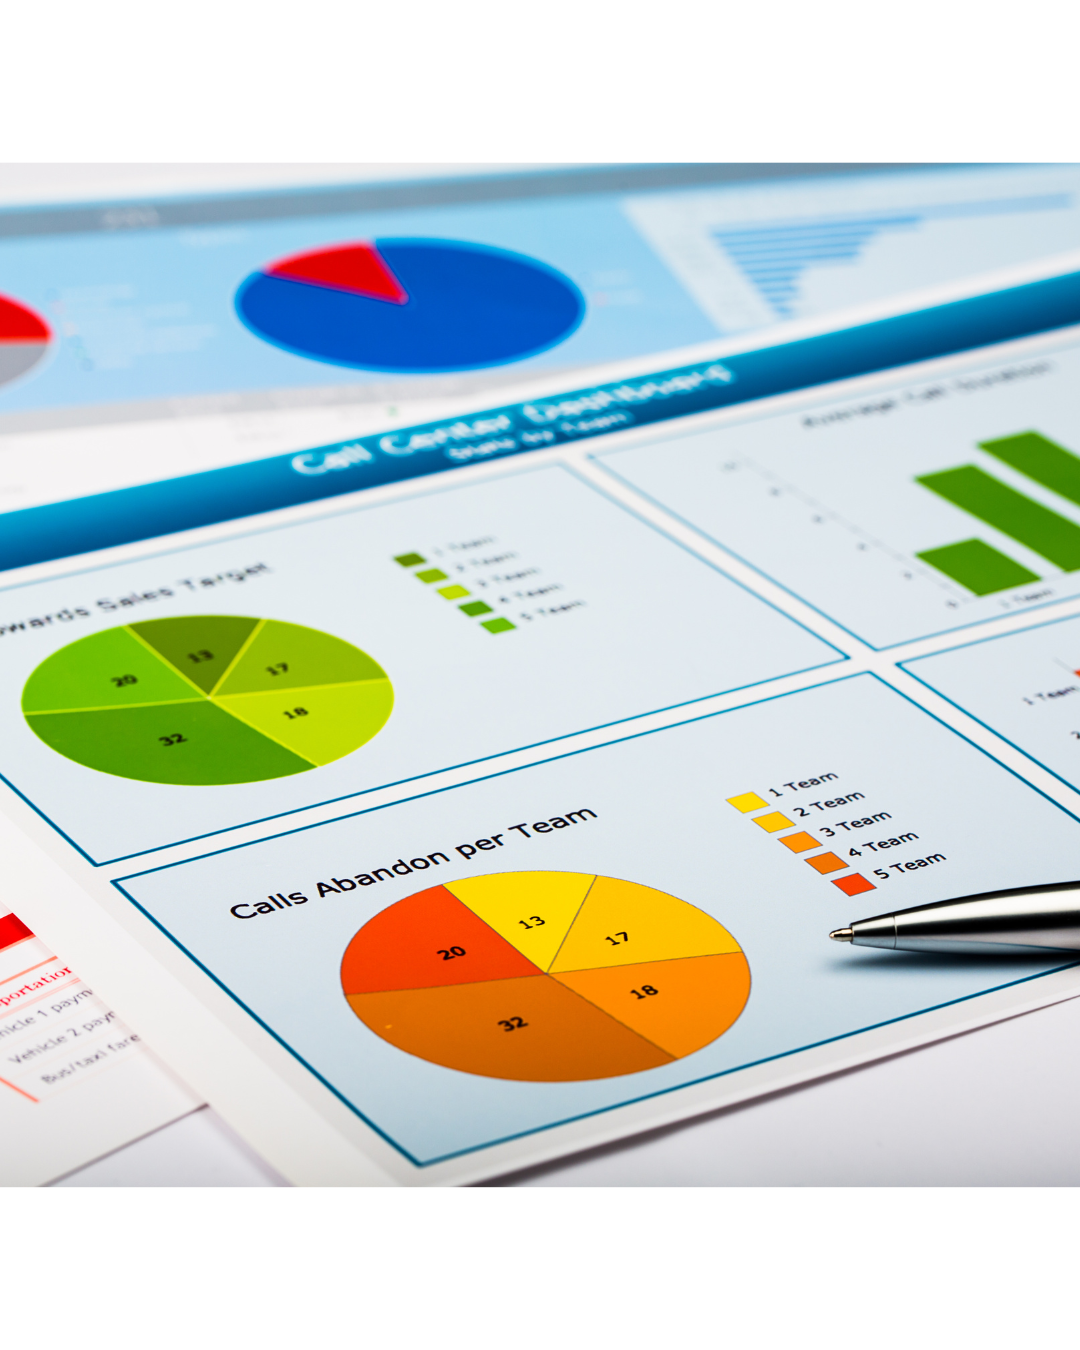 Call Center Dashboard
Stats by Team
Average Call Duration
wards Sales Target
1 Team
2 Team
3 Team
4 Team
5 Team
13
17
18
32
20
1 Team
1 Team
Calls Abandon per Team
1 Team
2 Team
3 Team
4 Team
5 Team
13
17
18
32
20
portation
hicle 1 paym
Vehicle 2 payr
Bus/taxi fare